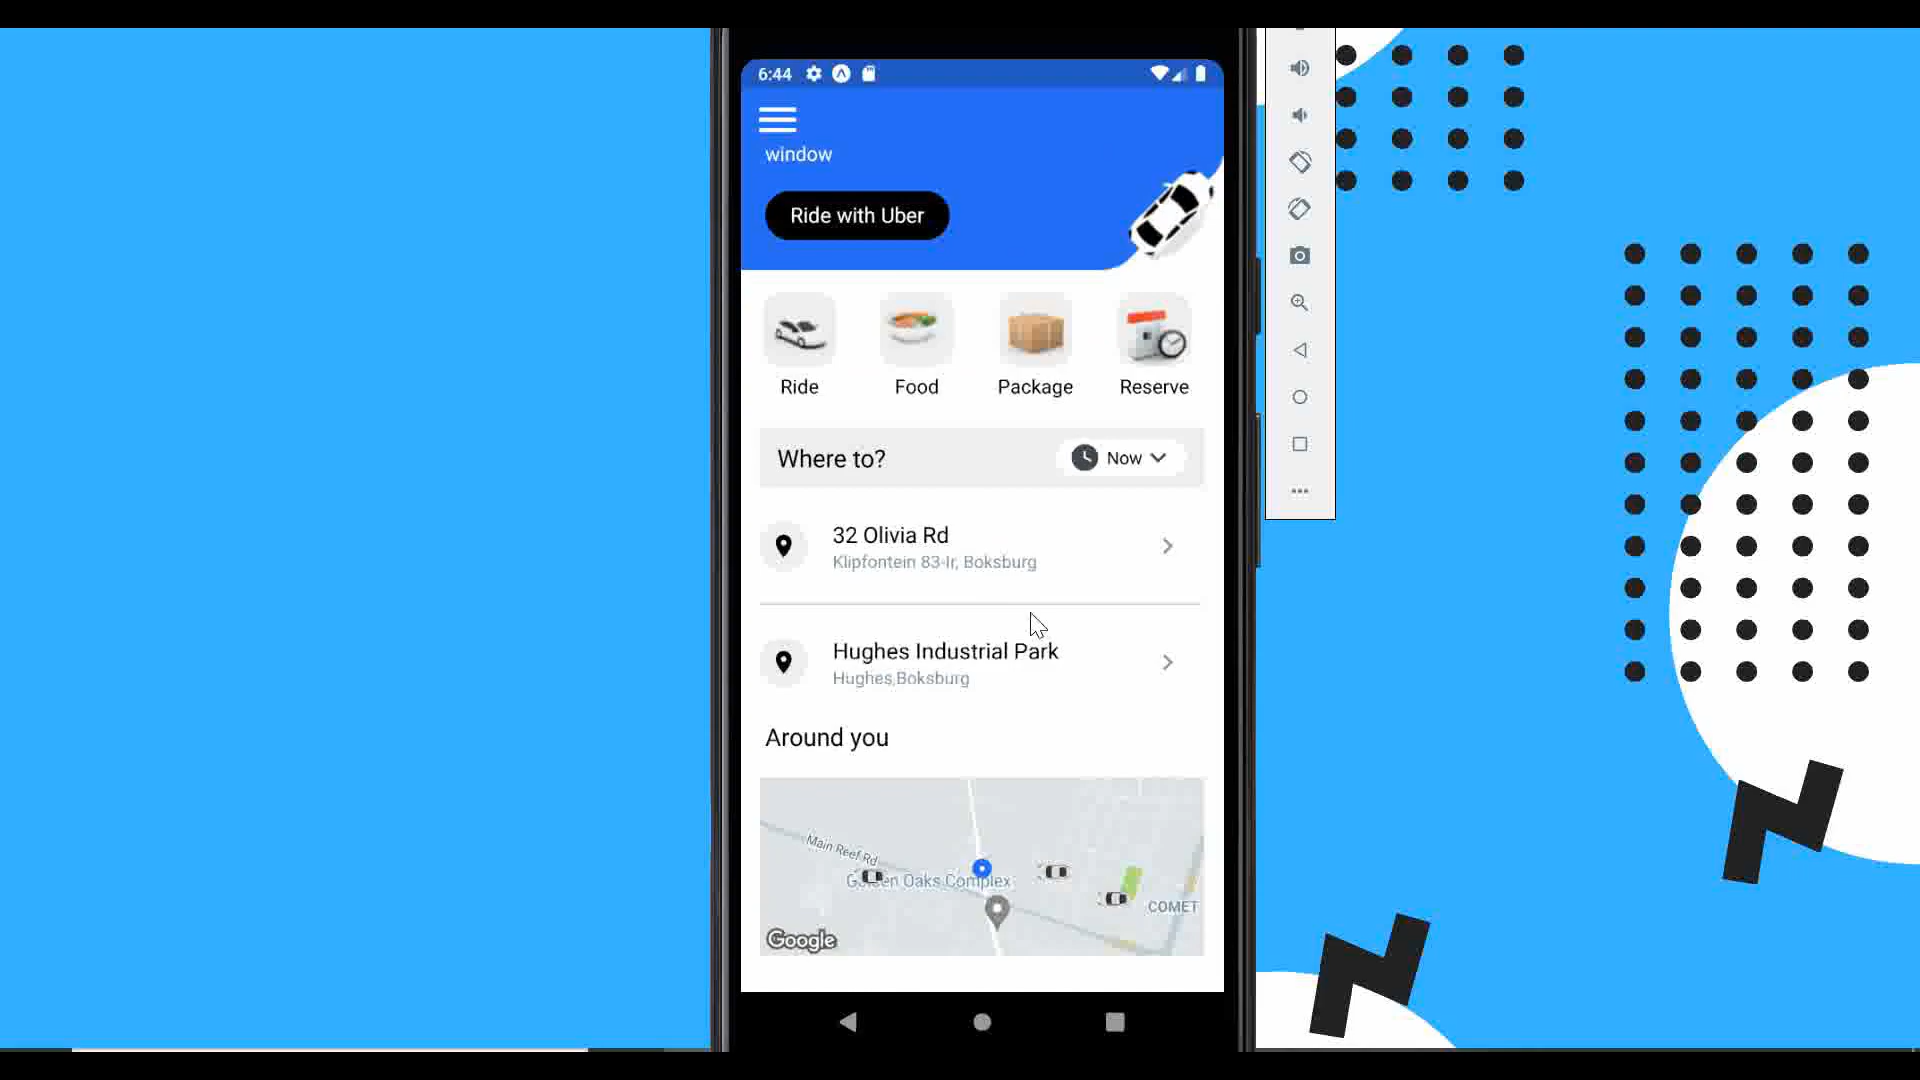 6:44
window
Ride with Uber
Ride
Food
Package
Reserve
Where to?
Now
32 Olivia Rd
Klipfontein 83-Ir, Boksburg
Hughes Industrial Park
Hughes,Boksburg
Around you
Main Reef Rd
Golden Oaks Complex
COMET
Google